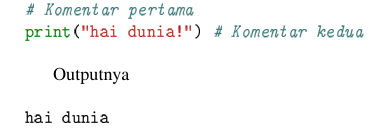 # Komentar pertama
print("hai dunia!") # Komentar kedua
Outputnya
hai dunia